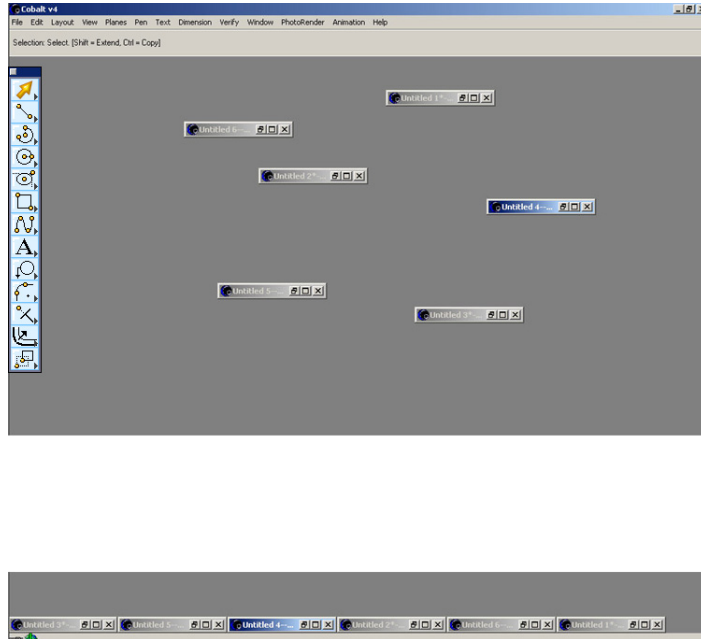 Cobalt v4
File Edit Layout View Planes Pen Text Dimension Verify Window PhotoRender Animation Help
Selection: Select. [Shift = Extend, Ctrl = Copy]
Untitled 1*-...
Untitled 6--...
Untitled 2*-...
Untitled 4--...
Untitled 5--...
Untitled 3*-...
A
Untitled 3*-... Untitled 5--... Untitled 4--... Untitled 2*-... Untitled 6--... Untitled 1*-...